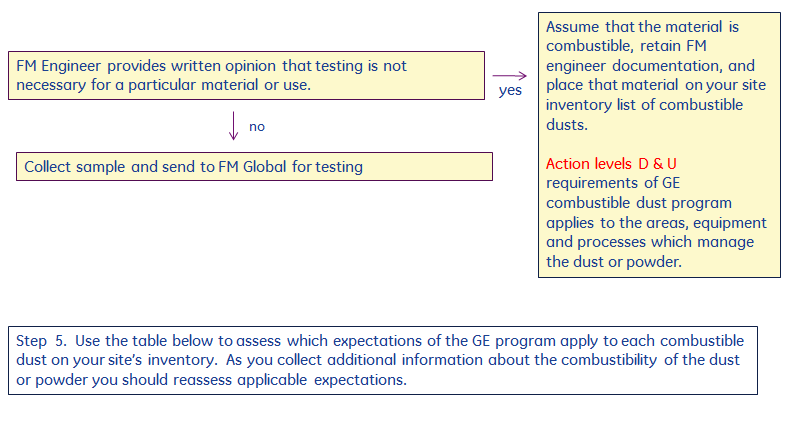 FM Engineer provides written opinion that testing is not
necessary for a particular material or use.
yes
no
Collect sample and send to FM Global for testing
Assume that the material is
combustible, retain FM
engineer documentation, and
place that material on your site
inventory list of combustible
dusts.
Action levels D & U
requirements of GE
combustible dust program
applies to the areas, equipment
and processes which manage
the dust or powder.
Step 5. Use the table below to assess which expectations of the GE program apply to each combustible
dust on your site's inventory. As you collect additional information about the combustibility of the dust
or powder you should reassess applicable expectations.